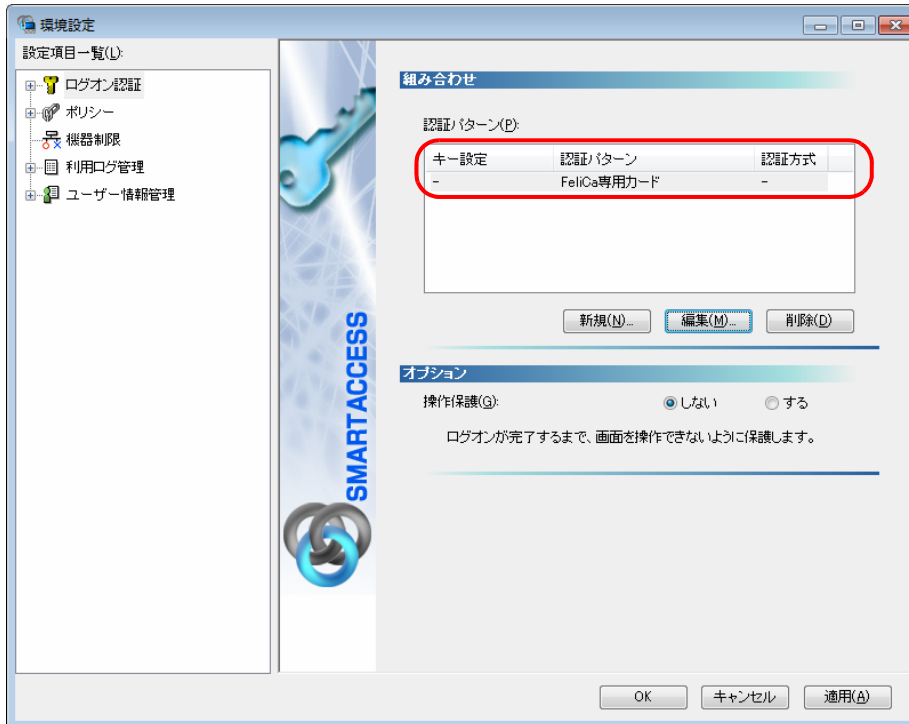 環境設定
設定項目一覧(L):
ログオン認証
ポリシー
機器制限
利用ログ管理
ユーザー情報管理
SMARTACCESS
組み合わせ
認証パターン(P):
キー設定 認証パターン 認証方式
- FeliCa専用カード -
新規(N)... 編集(M)... 削除(D)
オプション
操作保護(G): しない する
ログオンが完了するまで、画面を操作できないように保護します。
OK キャンセル 適用(A)